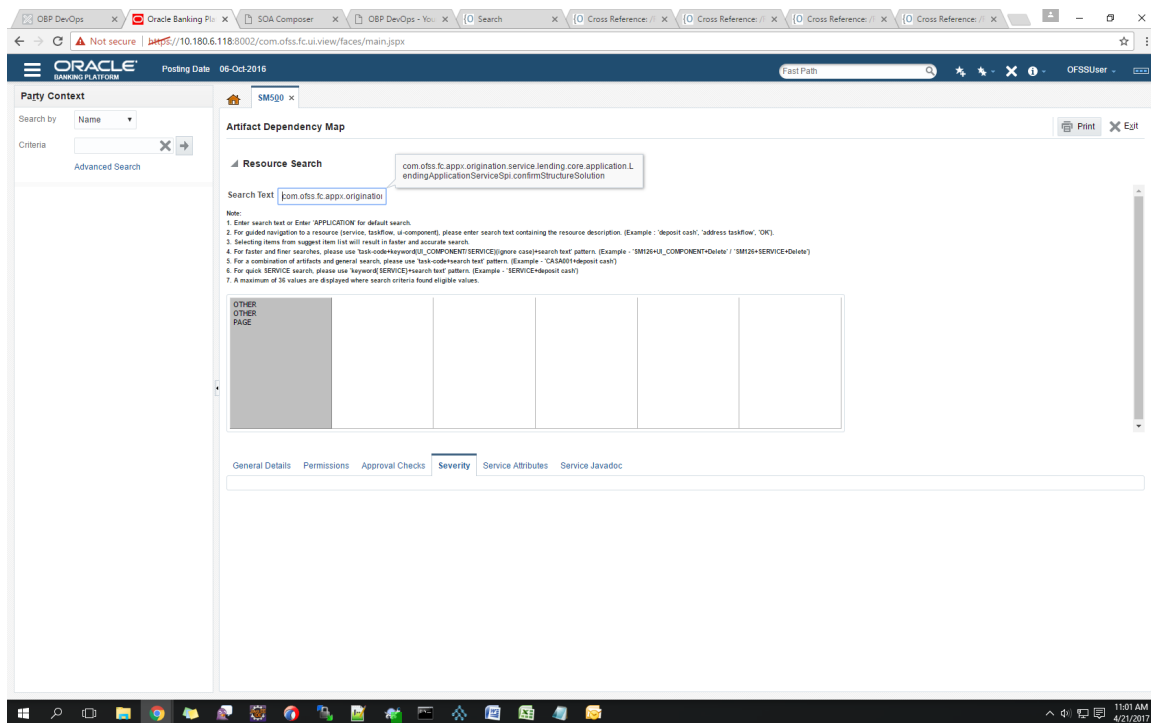 OBP DevOps
Oracle Banking Pla
SOA Composer
OBP DevOps - You
{O Search
{O Cross Reference: /
{O Cross Reference: /
{O Cross Reference: /
{O Cross Reference: /
Not secure | https://10.180.6.118:8002/com.ofss.fc.ui.view/faces/main.jspx
ORACLE
BANKING PLATFORM
Posting Date 06-Oct-2016
Fast Path
OFSSUser
Party Context
Search by Name
Criteria
Advanced Search
SM500
Artifact Dependency Map
Print
Exit
Resource Search
com.ofss.fc.appx.origination.service.lending.core.application.L
endingApplicationServiceSpi.confirmStructureSolution
Search Text com.ofss.fc.appx.origination
Note:
1. Enter search text or Enter 'APPLICATION' for default search.
2. For guided navigation to a resource (service, taskflow, ui-component), please enter search text containing the resource description. (Example : 'deposit cash', 'address taskflow', 'OK').
3. Selecting items from suggest item list will result in faster and accurate search.
4. For faster and finer searches, please use 'task-code+keyword(UI_COMPONENT/SERVICE)(ignore case)+search text' pattern. (Example - 'SM126+UI_COMPONENT+Delete' / 'SM126+SERVICE+Delete')
5. For a combination of artifacts and general search, please use 'task-code+search text' pattern. (Example - 'CASA001+deposit cash')
6. For quick SERVICE search, please use 'keyword(SERVICE)+search text' pattern. (Example - 'SERVICE+deposit cash')
7. A maximum of 36 values are displayed where search criteria found eligible values.
OTHER
OTHER
PAGE
General Details Permissions Approval Checks Severity Service Attributes Service Javadoc
11:01 AM
4/21/2017